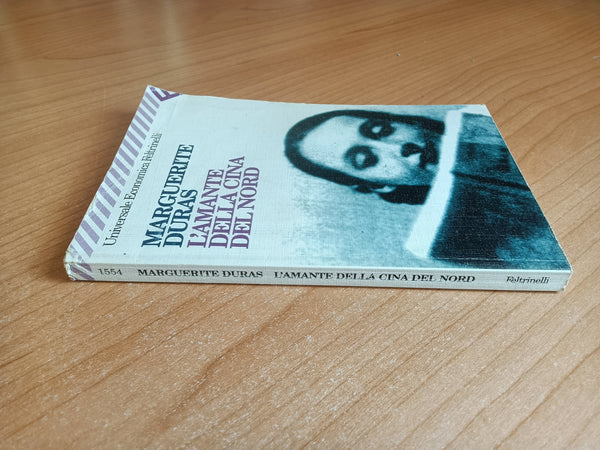 Universale Economica Feltrinelli
MARGUERITE
DURAS
L'AMANTE
DELLA CINA
DEL NORD
1554 MARGUERITE DURAS L'AMANTE DELLA CINA DEL NORD Feltrinelli